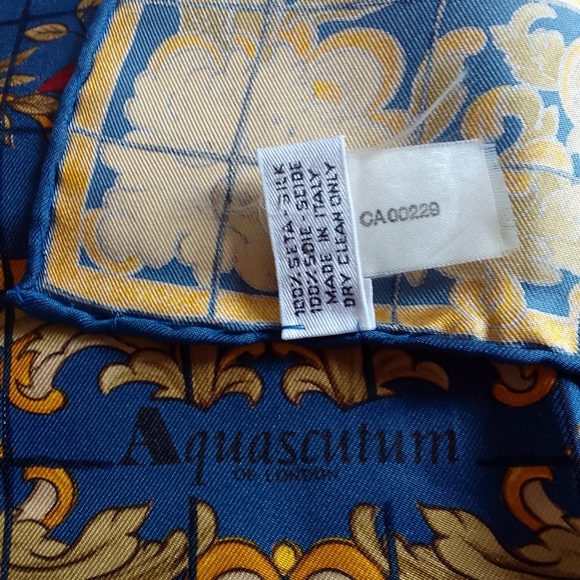 100% SETA - SILK
100% SOIE - SEIDE
MADE IN ITALY
DRY CLEAN ONLY
CA00229
Aquascutum
OF LONDON